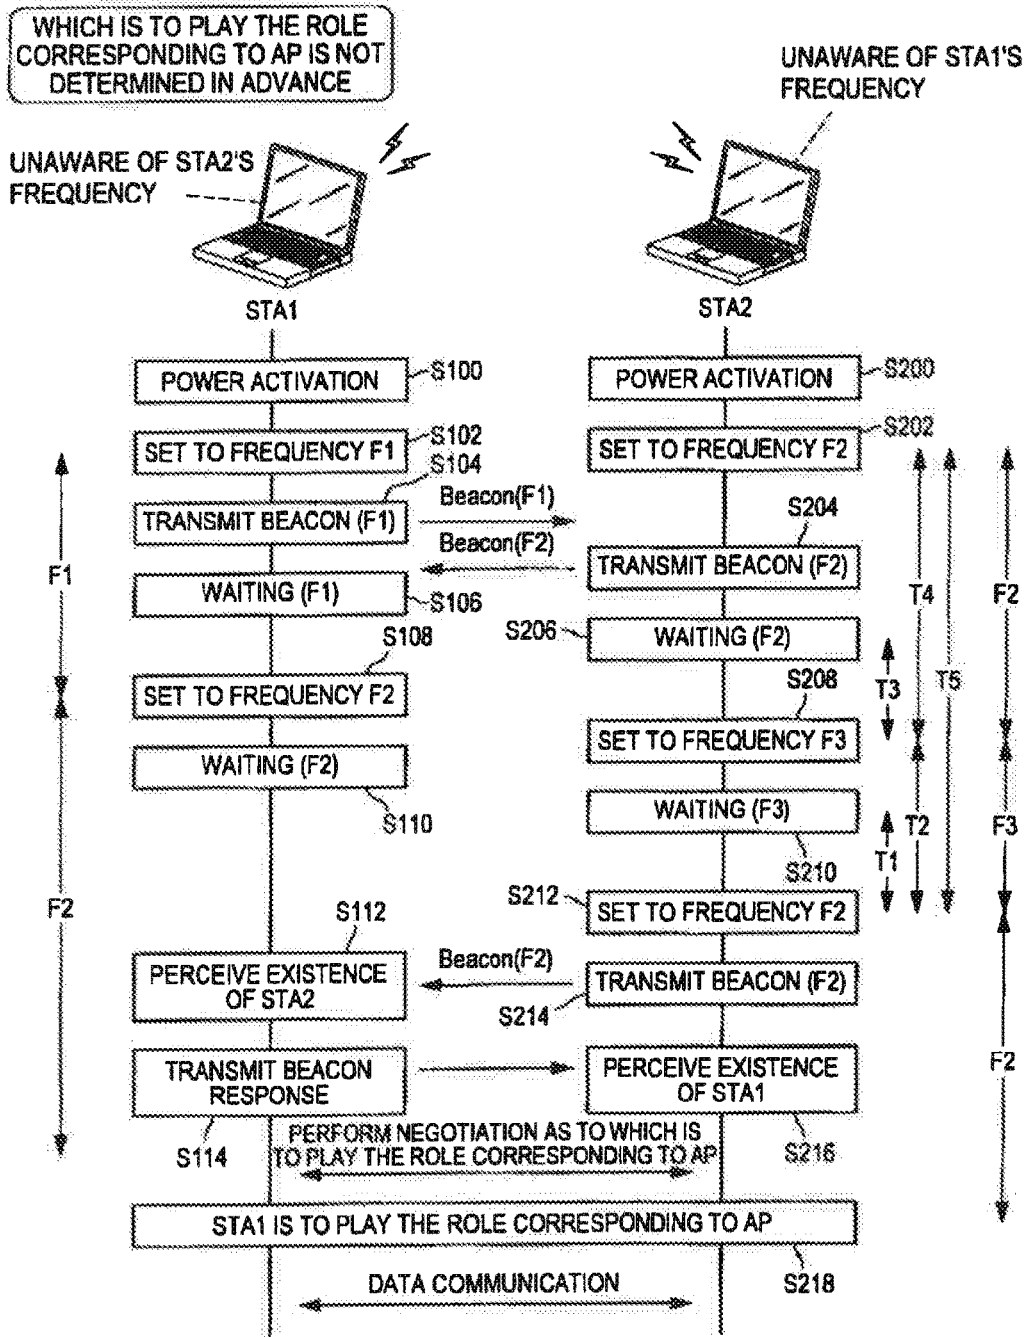 WHICH IS TO PLAY THE ROLE
CORRESPONDING TO AP IS NOT
DETERMINED IN ADVANCE
UNAWARE OF STA1'S
FREQUENCY
UNAWARE OF STA2'S
FREQUENCY
STA1
STA2
POWER ACTIVATION
S100
POWER ACTIVATION
S200
SET TO FREQUENCY F1
S102
SET TO FREQUENCY F2
S202
S104
TRANSMIT BEACON (F1)
Beacon(F1)
S204
Beacon(F2)
TRANSMIT BEACON (F2)
F1
WAITING (F1)
S106
T4
F2
S206
WAITING (F2)
S108
SET TO FREQUENCY F2
S208
T3
T5
SET TO FREQUENCY F3
WAITING (F2)
S110
WAITING (F3)
S210
T1
T2
F3
F2
S212
SET TO FREQUENCY F2
S112
PERCEIVE EXISTENCE
OF STA2
Beacon(F2)
TRANSMIT BEACON (F2)
S214
TRANSMIT BEACON
RESPONSE
S114
PERCEIVE EXISTENCE
OF STA1
S216
F2
PERFORM NEGOTIATION AS TO WHICH IS
TO PLAY THE ROLE CORRESPONDING TO AP
STA1 IS TO PLAY THE ROLE CORRESPONDING TO AP
S218
DATA COMMUNICATION